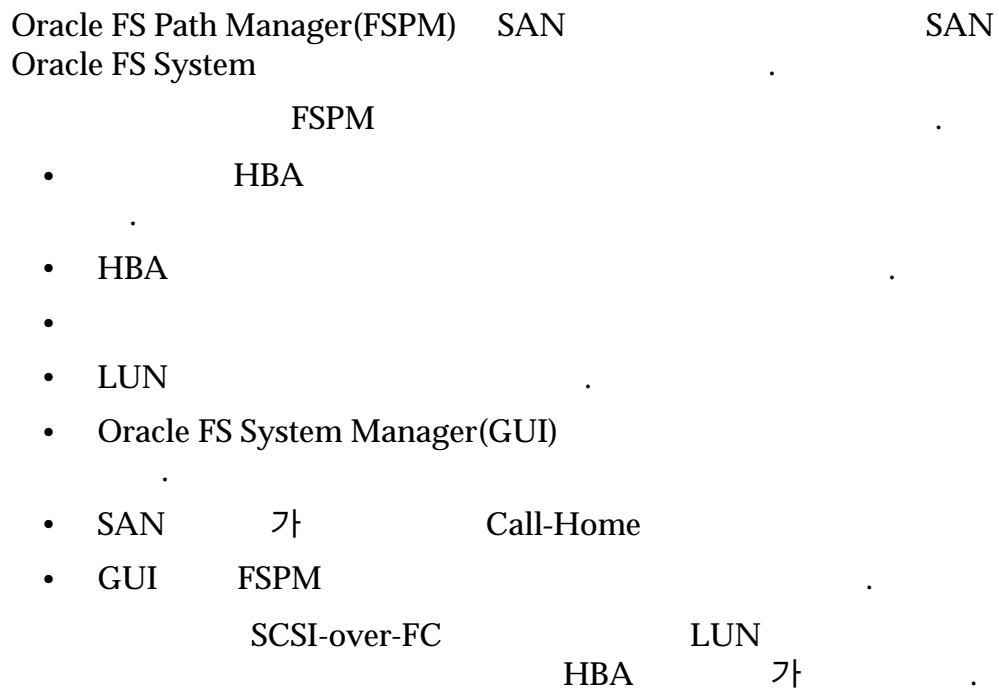 Oracle FS Path Manager(FSPM) SAN SAN
Oracle FS System .
FSPM .
• HBA
.
• HBA .
•
• LUN .
• Oracle FS System Manager(GUI)
.
• SAN 가 Call-Home
• GUI FSPM .
SCSI-over-FC LUN
HBA 가 .